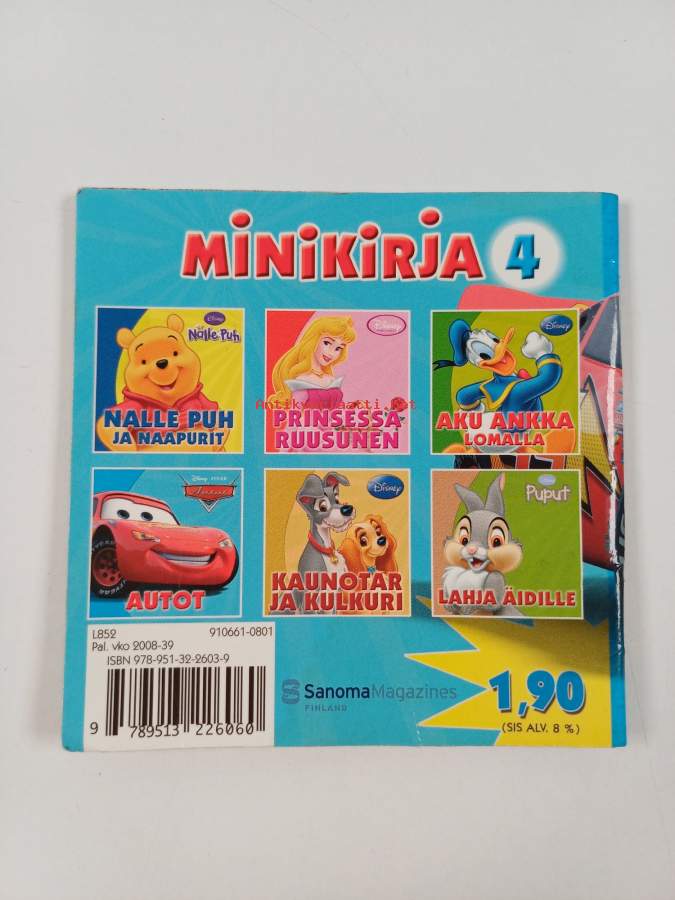 MINIKIRJA 4
Disney
Nalle Puh
NALLE PUH
JA NAAPURIT
Disney
PRINSESSA
RUUSUNEN
Disney
AKU ANKKA
LOMALLA
DISNEY PIXAR
Autot
AUTOT
Disney
KAUNOTAR
JA KULKURI
Puput
LAHJA ÄIDILLE
L852 910661-0801
Pal. vko 2008-39
ISBN 978-951-32-2603-9
9 789513 226060
SanomaMagazines
FINLAND
1,90
(SIS ALV. 8 %)